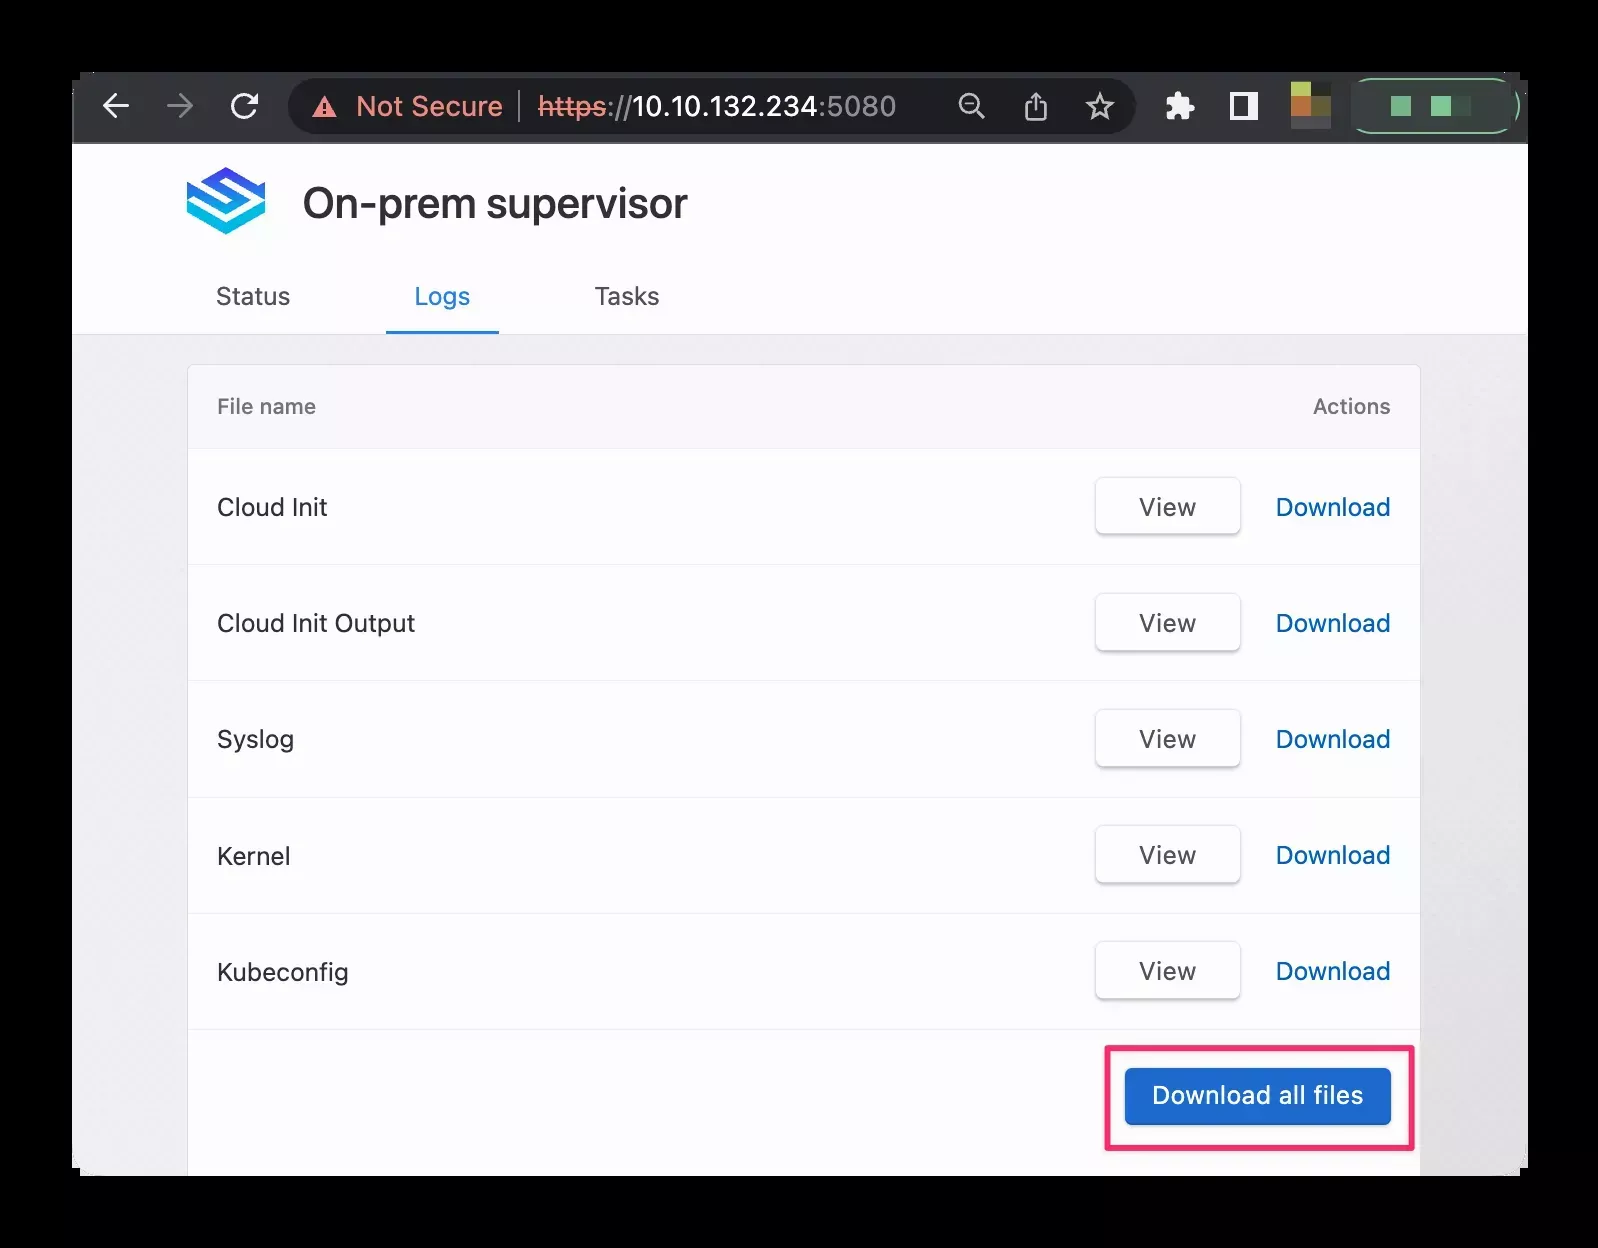 Not Secure | https://10.10.132.234:5080
On-prem supervisor
Status Logs Tasks
File name Actions
Cloud Init View Download
Cloud Init Output View Download
Syslog View Download
Kernel View Download
Kubeconfig View Download
Download all files